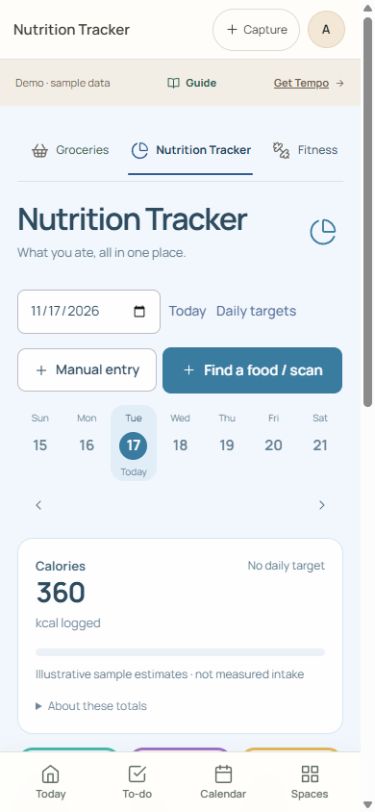 Nutrition Tracker
+ Capture
A
Demo · sample data
Guide
Get Tempo →
Groceries
Nutrition Tracker
Fitness
Nutrition Tracker
What you ate, all in one place.
11/17/2026
Today
Daily targets
+ Manual entry
+ Find a food / scan
Sun Mon Tue Wed Thu Fri Sat
15 16 17 18 19 20 21
Today
Calories
No daily target
360
kcal logged
Illustrative sample estimates · not measured intake
About these totals
Today
To-do
Calendar
Spaces